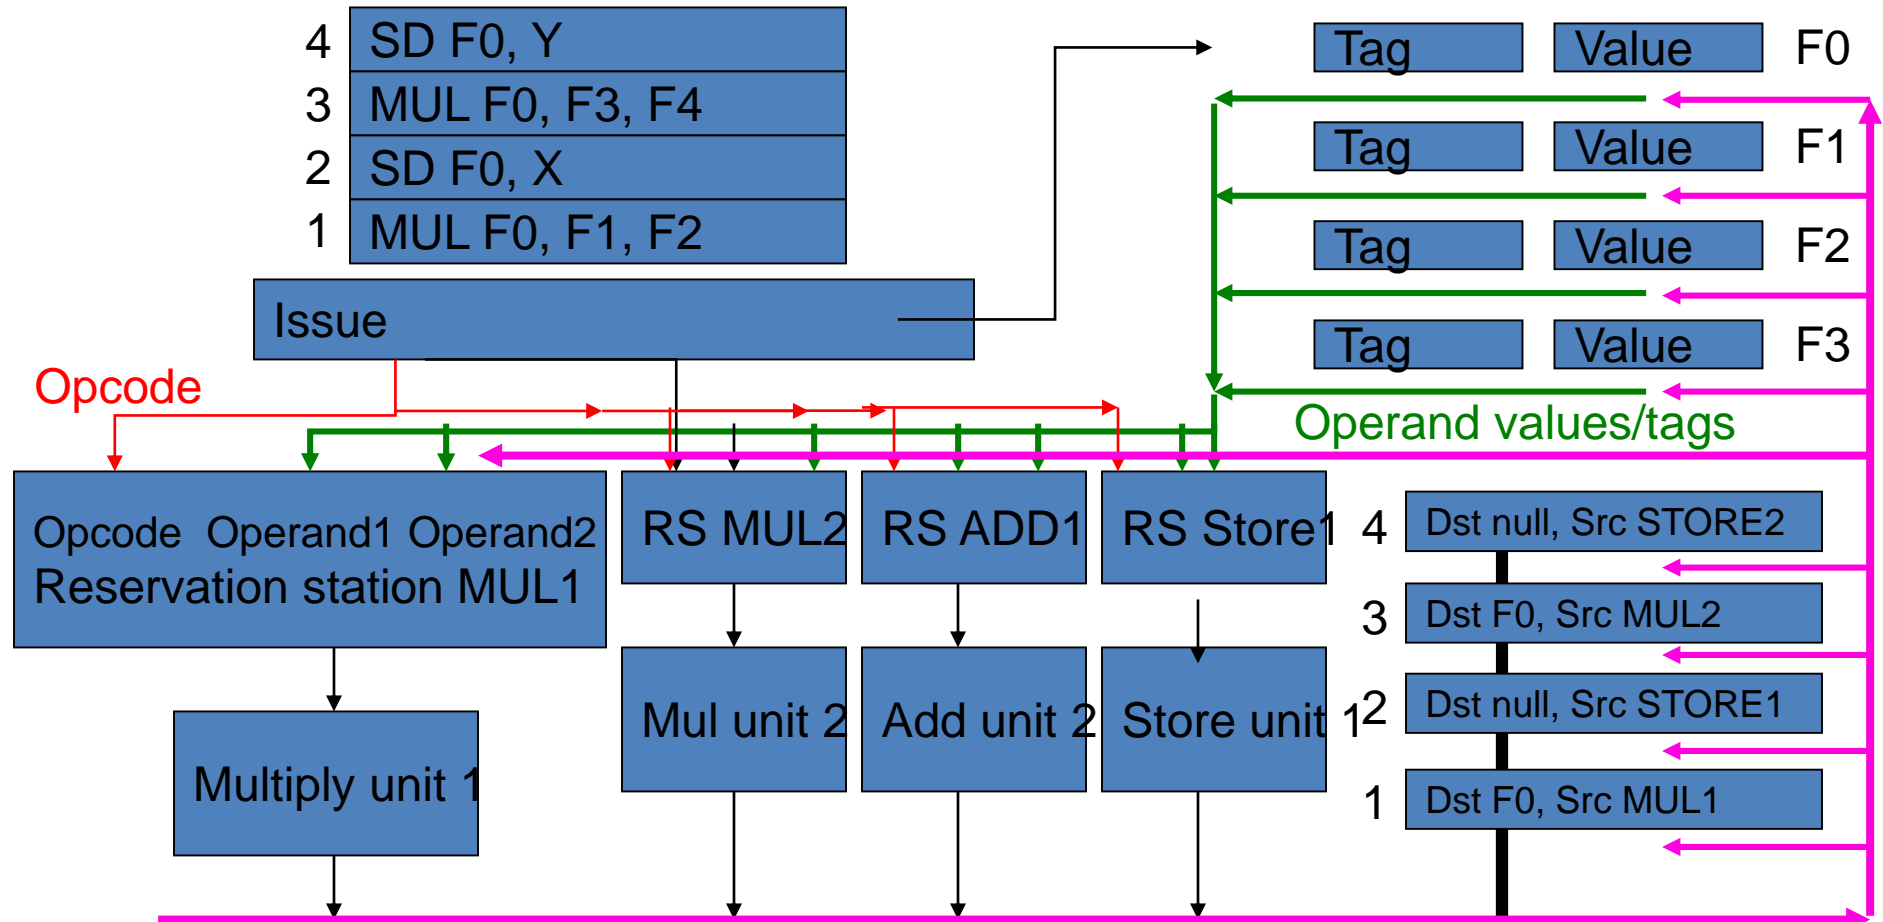 4 SD F0, Y
3 MUL F0, F3, F4
2 SD F0, X
1 MUL F0, F1, F2
Issue
Tag Value F0
Tag Value F1
Tag Value F2
Tag Value F3
Opcode
Operand values/tags
Opcode Operand1 Operand2
Reservation station MUL1
RS MUL2
RS ADD1
RS Store1
Multiply unit 1
Mul unit 2
Add unit 2
Store unit 1
4 Dst null, Src STORE2
3 Dst F0, Src MUL2
2 Dst null, Src STORE1
1 Dst F0, Src MUL1